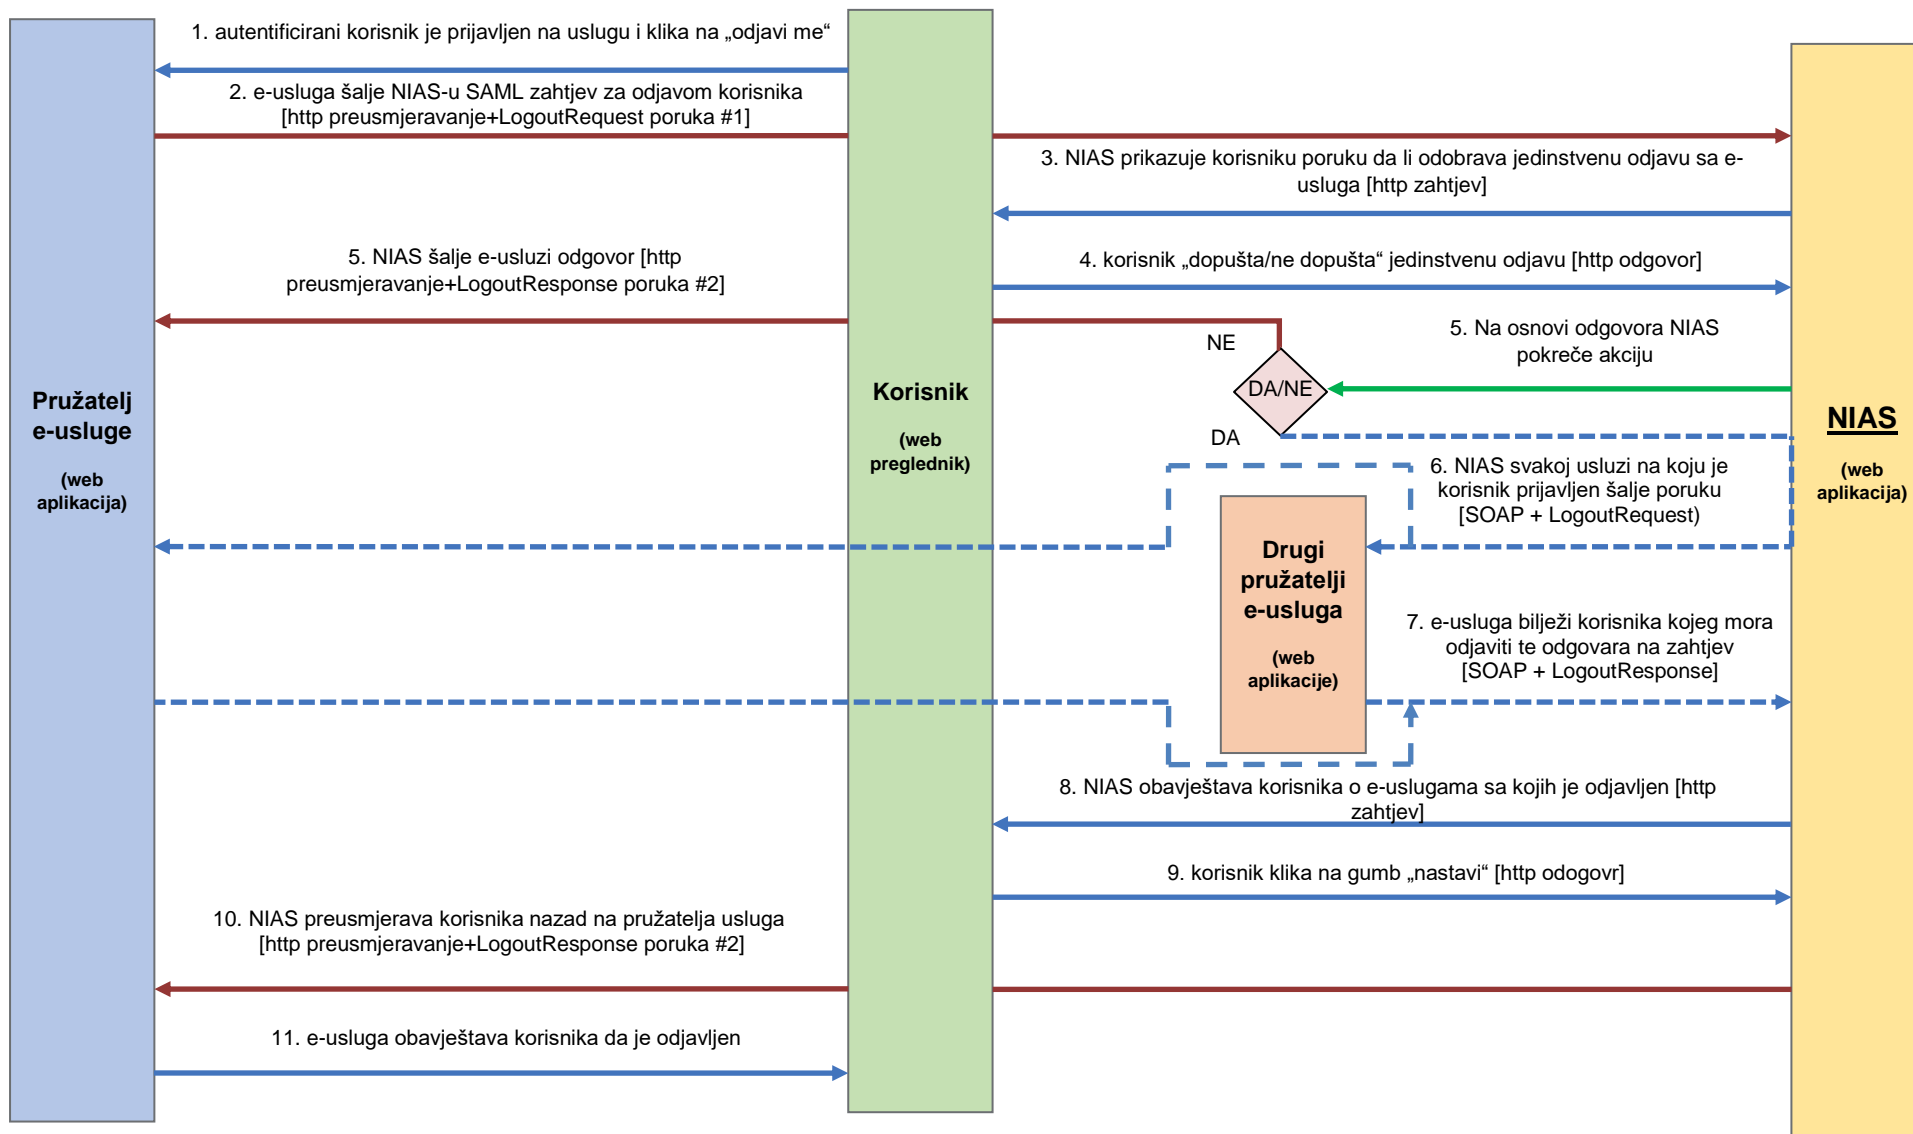 1. autentificirani korisnik je prijavljen na uslugu i klika na „odjavi me“
2. e-usluga šalje NIAS-u SAML zahtjev za odjavom korisnika
[http preusmjeravanje+LogoutRequest poruka #1]
3. NIAS prikazuje korisniku poruku da li odobrava jedinstvenu odjavu sa e-
usluga [http zahtjev]
5. NIAS šalje e-usluzi odgovor [http
preusmjeravanje+LogoutResponse poruka #2]
4. korisnik „dopušta/ne dopušta“ jedinstvenu odjavu [http odgovor]
5. Na osnovi odgovora NIAS
pokreče akciju
NE
DA/NE
DA
Pružatelj
e-usluge
(web
aplikacija)
Korisnik
(web
preglednik)
NIAS
(web
aplikacija)
6. NIAS svakoj usluzi na koju je
korisnik prijavljen šalje poruku
[SOAP + LogoutRequest)
Drugi
pružatelji
e-usluga
(web
aplikacije)
7. e-usluga bilježi korisnika kojeg mora
odjaviti te odgovara na zahtjev
[SOAP + LogoutResponse]
8. NIAS obavještava korisnika o e-uslugama sa kojih je odjavljen [http
zahtjev]
9. korisnik klika na gumb „nastavi“ [http odogovr]
10. NIAS preusmjerava korisnika nazad na pružatelja usluga
[http preusmjeravanje+LogoutResponse poruka #2]
11. e-usluga obavještava korisnika da je odjavljen